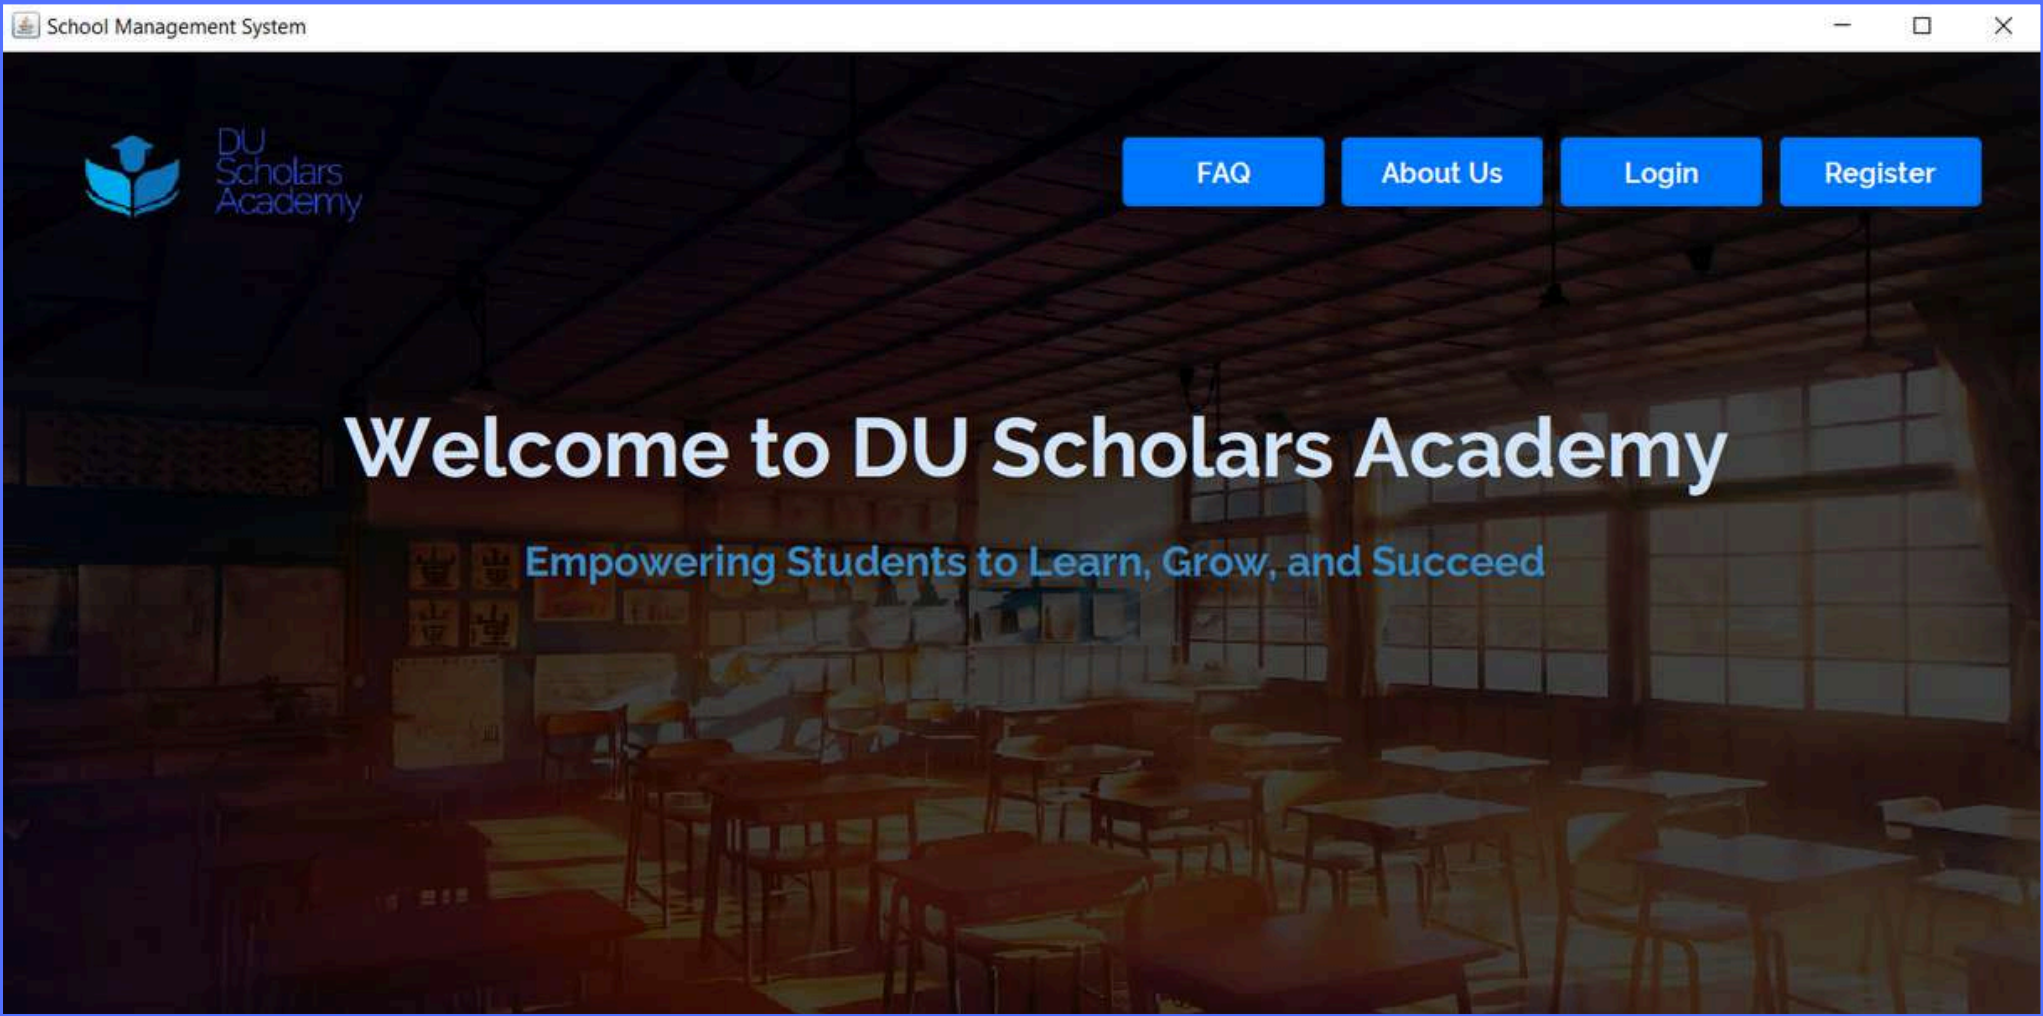 School Management System
DU
Scholars
Academy
FAQ
About Us
Login
Register
Welcome to DU Scholars Academy
Empowering Students to Learn, Grow, and Succeed